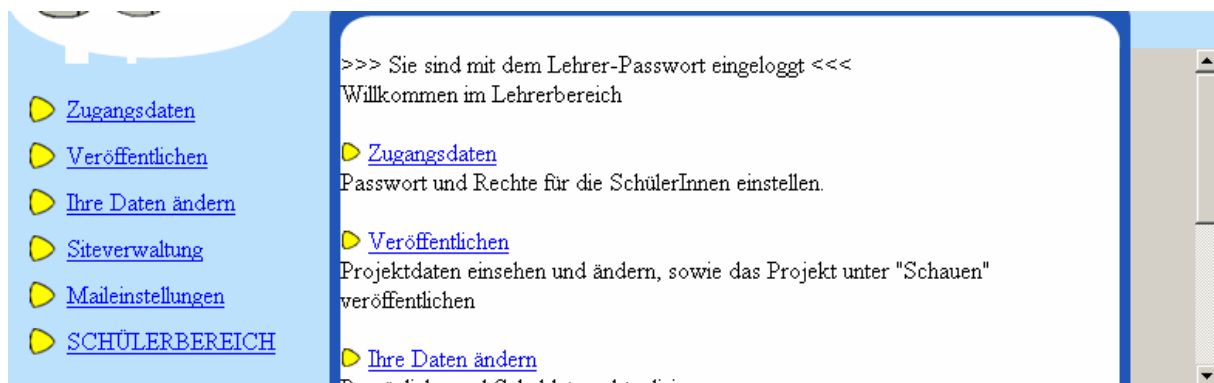 Zugangsdaten
Veröffentlichen
Ihre Daten ändern
Siteverwaltung
Maileinstellungen
SCHÜLERBEREICH
>>> Sie sind mit dem Lehrer-Passwort eingeloggt <<<
Willkommen im Lehrerbereich
Zugangsdaten
Passwort und Rechte für die SchülerInnen einstellen.
Veröffentlichen
Projektdaten einsehen und ändern, sowie das Projekt unter "Schauen"
veröffentlichen
Ihre Daten ändern